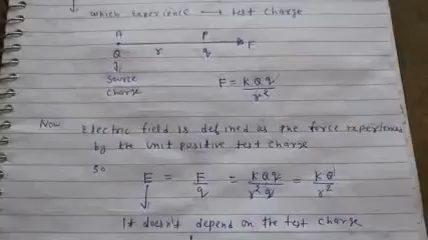 which experience → test charge
A P
Q r q F
Source
charge
F = KQq / r²
Now Electric field is defined as the force experienced
by the unit positive test charge
So E = F/q = KQq / r²q = KQ / r²
It doesn't depend on the test charge